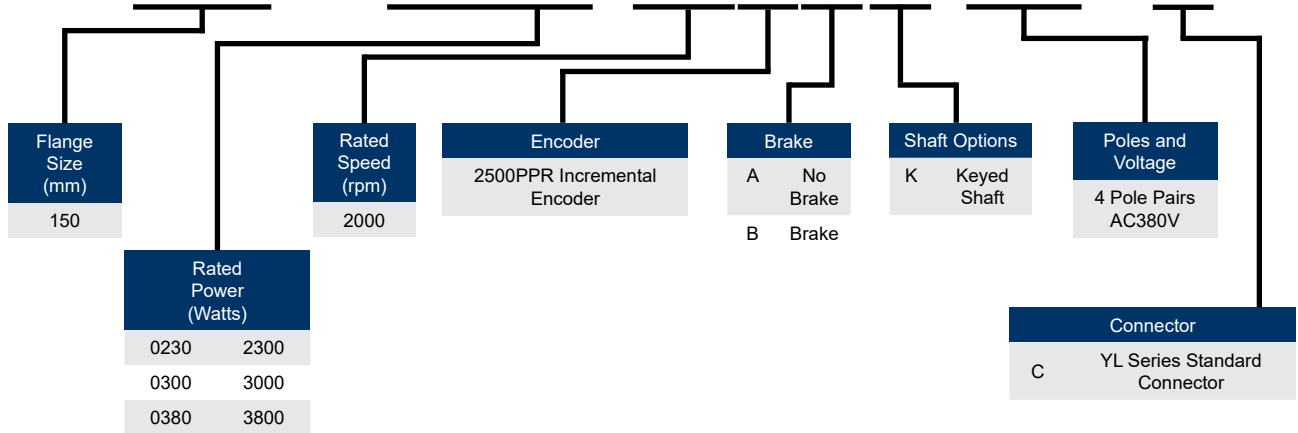 Flange
Size
(mm)
150
Rated
Power
(Watts)
0230 2300
0300 3000
0380 3800
Rated
Speed
(rpm)
2000
Encoder
2500PPR Incremental
Encoder
Brake
A No
Brake
B Brake
Shaft Options
K Keyed
Shaft
Poles and
Voltage
4 Pole Pairs
AC380V
Connector
C YL Series Standard
Connector